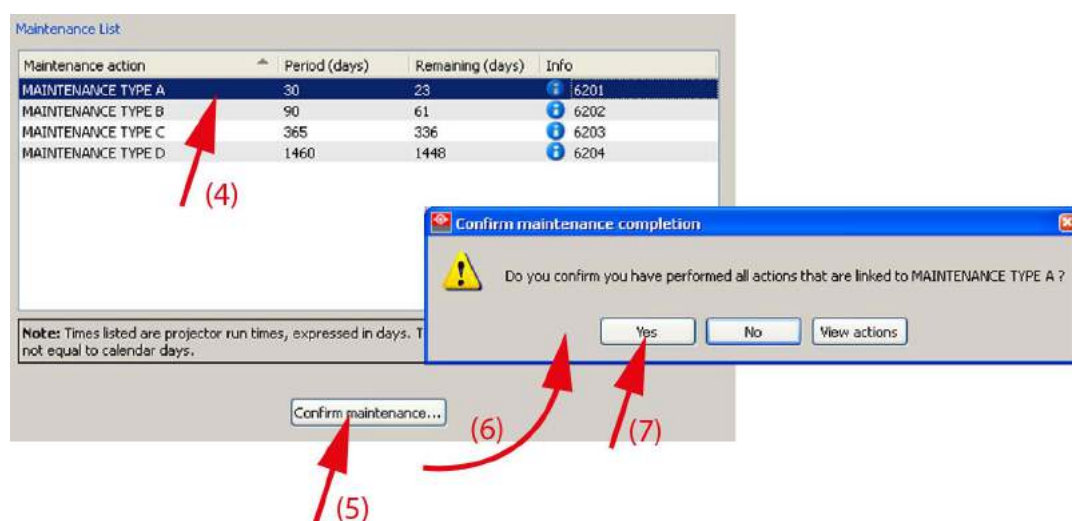 Maintenance List
Maintenance action Period (days) Remaining (days) Info
MAINTENANCE TYPE A 30 23 6201
MAINTENANCE TYPE B 90 61 6202
MAINTENANCE TYPE C 365 336 6203
MAINTENANCE TYPE D 1460 1448 6204
(4)
Confirm maintenance completion
Do you confirm you have performed all actions that are linked to MAINTENANCE TYPE A ?
Yes No View actions
Note: Times listed are projector run times, expressed in days. T
not equal to calendar days.
Confirm maintenance...
(6) (7)
(5)